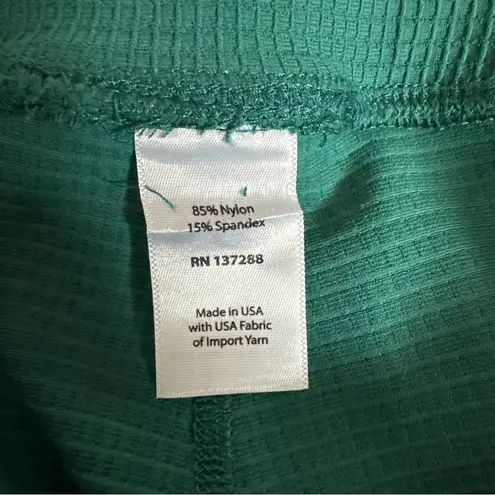 85% Nylon
15% Spandex
RN 137288
Made in USA
with USA Fabric
of Import Yarn